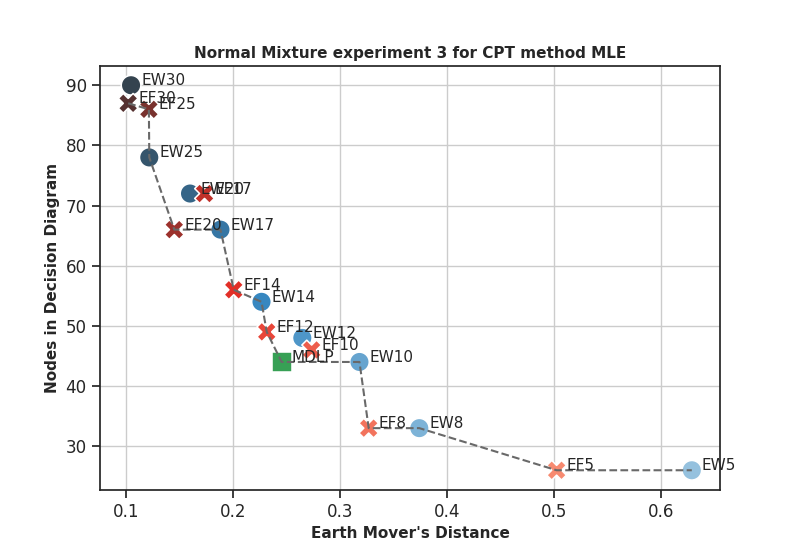 Normal Mixture experiment 3 for CPT method MLE
Nodes in Decision Diagram
90
80
70
60
50
40
30
EW30
EF30
EF25
EW25
EW20
EF17
EF20
EW17
EF14
EW14
EF12
EW12
EF10
MDLP
EW10
EF8
EW8
EF5
EW5
0.1
0.2
0.3
0.4
0.5
0.6
Earth Mover's Distance